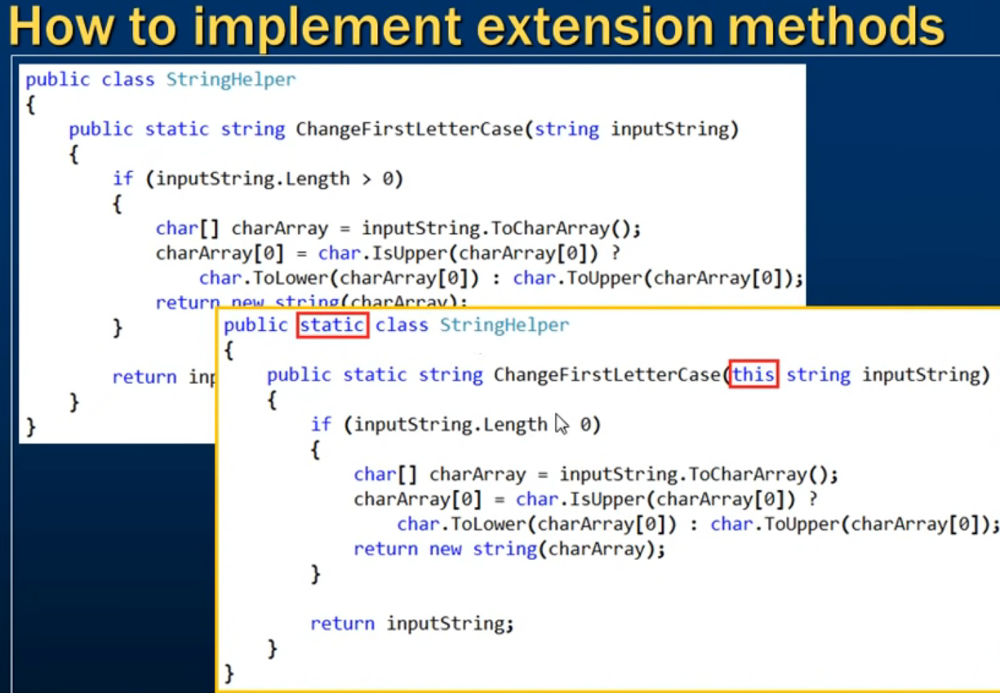 How to implement extension methods
public class StringHelper
{
public static string ChangeFirstLetterCase(string inputString)
{
if (inputString.Length > 0)
{
char[] charArray = inputString.ToCharArray();
charArray[0] = char.IsUpper(charArray[0]) ?
char.ToLower(charArray[0]) : char.ToUpper(charArray[0]);
return new string(charArray);
}
return inp
}
}
public static class StringHelper
{
public static string ChangeFirstLetterCase(this string inputString)
{
if (inputString.Length > 0)
{
char[] charArray = inputString.ToCharArray();
charArray[0] = char.IsUpper(charArray[0]) ?
char.ToLower(charArray[0]) : char.ToUpper(charArray[0]);
return new string(charArray);
}
return inputString;
}
}